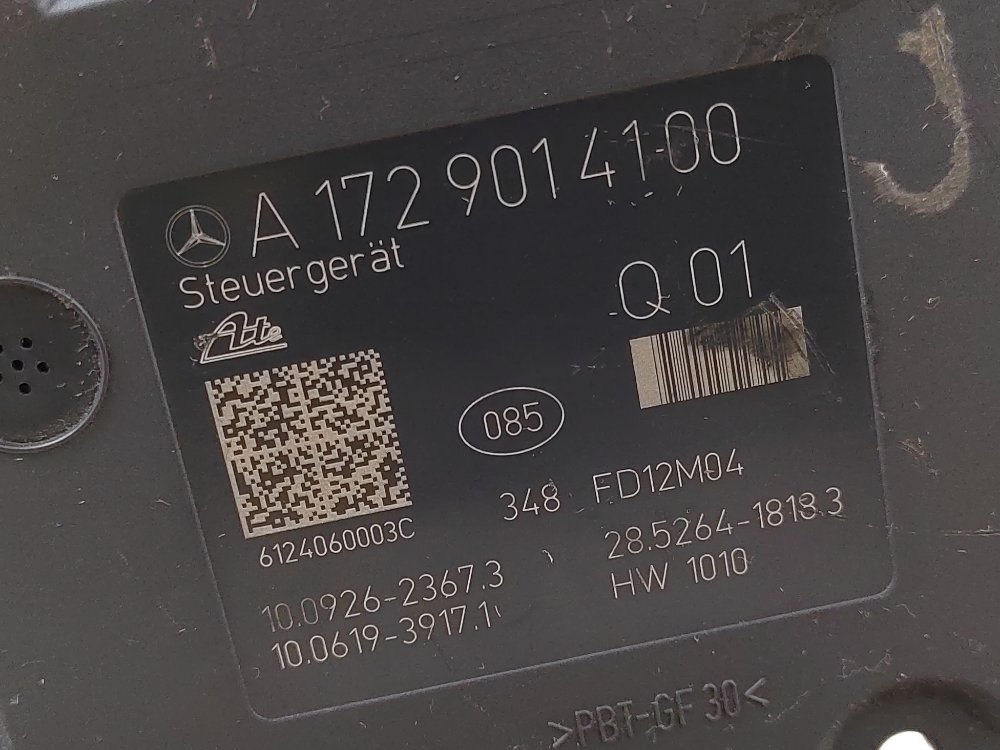 A 172 901 41 00
Steuergerät
Ate
Q 01
085
348 FD12M04
6124060003C
28.5264-1818.3
10.0926-2367.3
HW 1010
10.0619-3917.1
>PBT-GF 30<